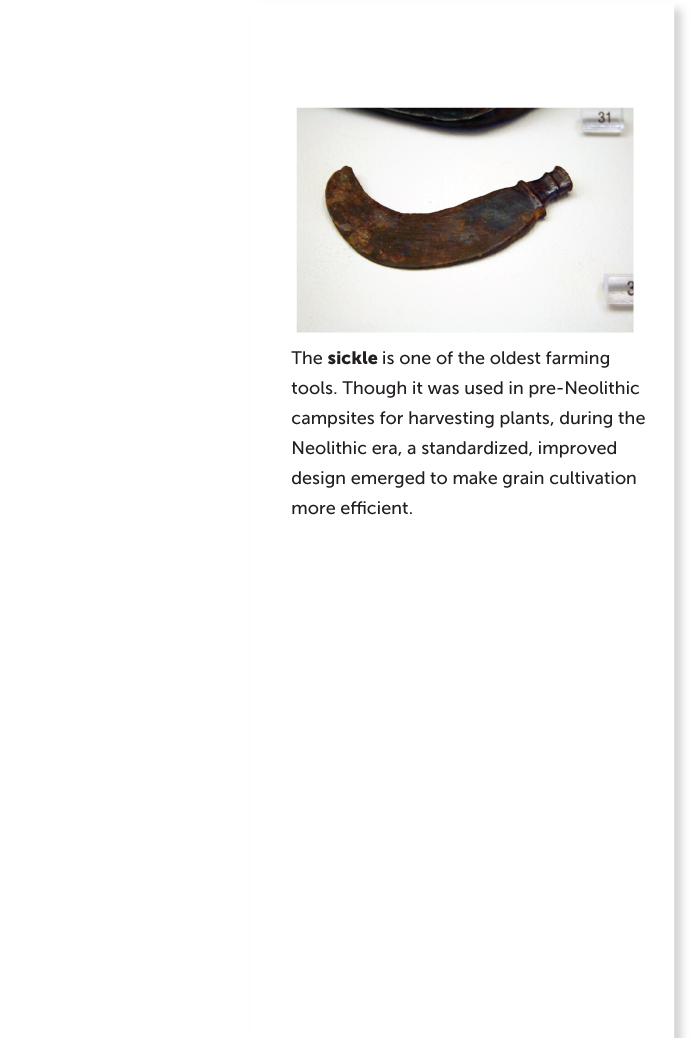 31
The sickle is one of the oldest farming
tools. Though it was used in pre-Neolithic
campsites for harvesting plants, during the
Neolithic era, a standardized, improved
design emerged to make grain cultivation
more efficient.